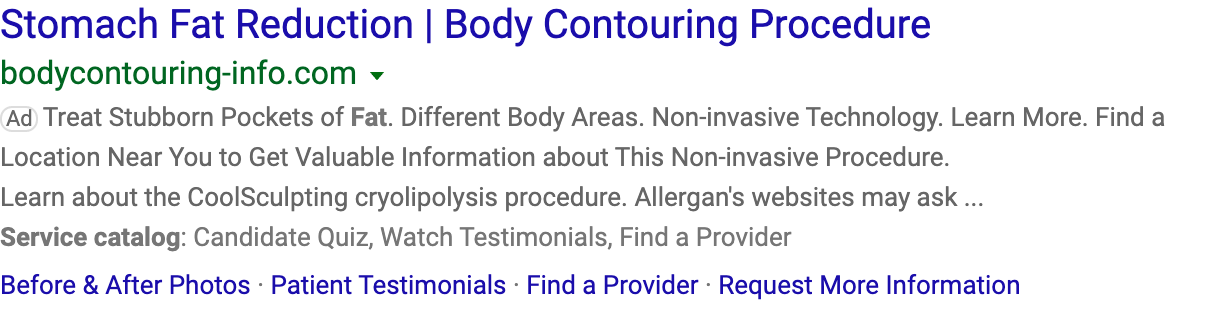 Stomach Fat Reduction | Body Contouring Procedure
bodycontouring-info.com
Ad Treat Stubborn Pockets of Fat. Different Body Areas. Non-invasive Technology. Learn More. Find a
Location Near You to Get Valuable Information about This Non-invasive Procedure.
Learn about the CoolSculpting cryolipolysis procedure. Allergan's websites may ask ...
Service catalog: Candidate Quiz, Watch Testimonials, Find a Provider
Before & After Photos · Patient Testimonials · Find a Provider · Request More Information